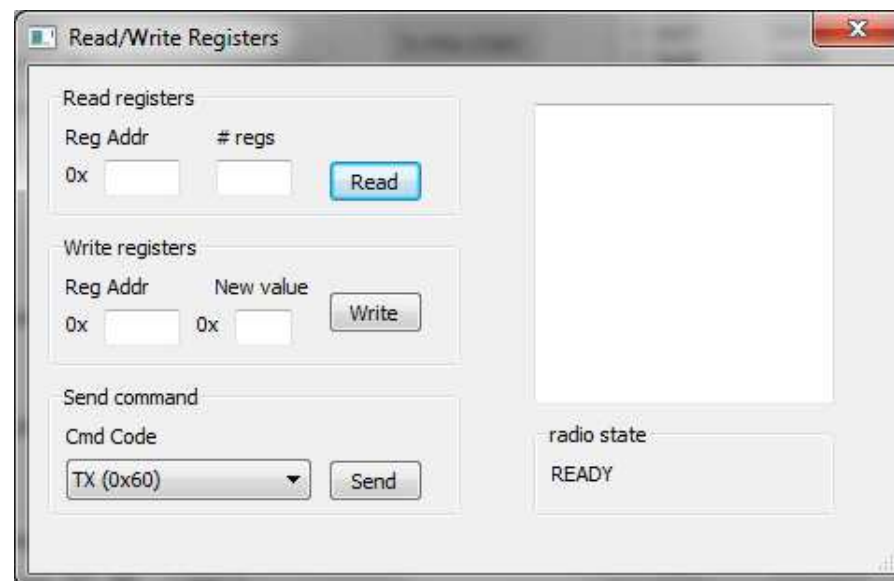 Read/Write Registers
Read registers
Reg Addr # regs
0x Read
Write registers
Reg Addr New value
0x 0x Write
Send command
Cmd Code
TX (0x60) Send
radio state
READY